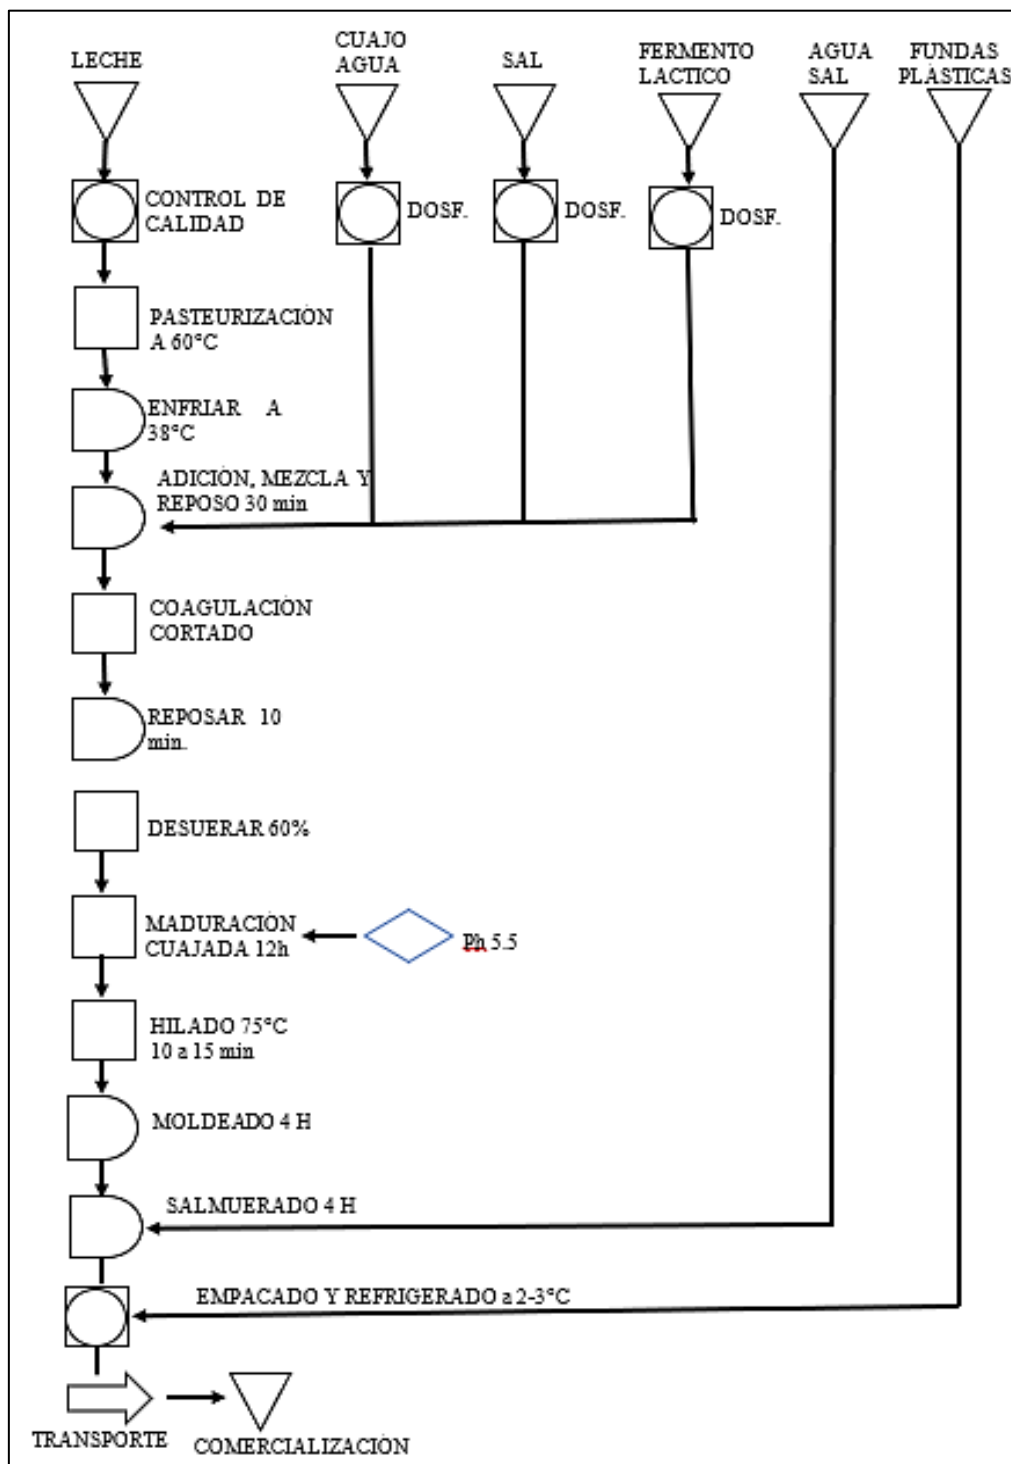 LECHE
CUAJO
AGUA
SAL
FERMENTO
LACTICO
AGUA
SAL
FUNDAS
PLÁSTICAS
CONTROL DE
CALIDAD
DOSF.
DOSF.
DOSF.
PASTEURIZACIÓN
A 60°C
ENFRIAR A
38°C
ADICIÓN, MEZCLA Y
REPOSO 30 min
COAGULACIÓN
CORTADO
REPOSAR 10
min.
DESUERAR 60%
MADURACIÓN
CUAJADA 12h
Ph 5.5
HILADO 75°C
10 a 15 min
MOLDEADO 4 H
SALMUERADO 4 H
EMPACADO Y REFRIGERADO a 2-3°C
TRANSPORTE
COMERCIALIZACIÓN